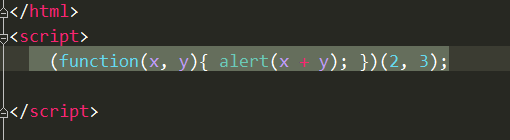 </html>
<script>
(function(x, y){ alert(x + y); })(2, 3);
</script>